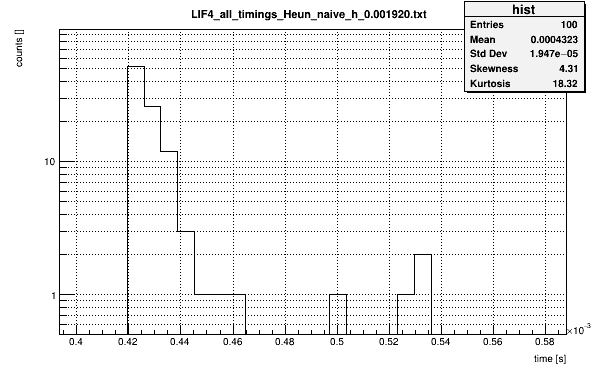 LIF4_all_timings_Heun_naive_h_0.001920.txt
hist
Entries 100
Mean 0.0004323
Std Dev 1.947e−05
Skewness 4.31
Kurtosis 18.32
counts []
10
1
0.4 0.42 0.44 0.46 0.48 0.5 0.52 0.54 0.56 0.58
×10⁻³
time [s]